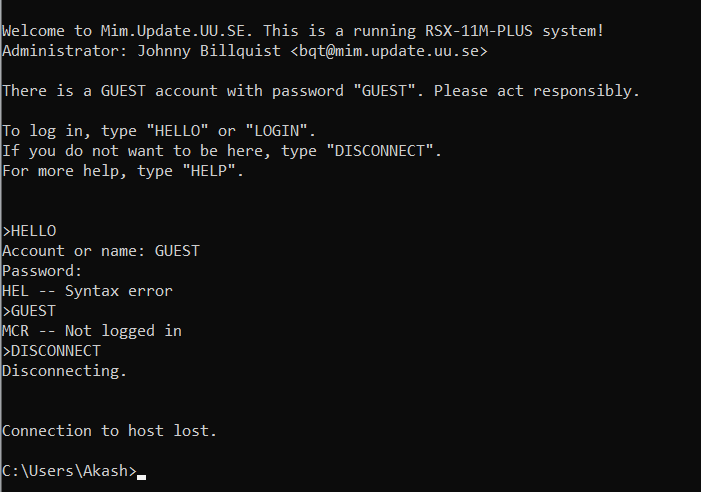 Welcome to Mim.Update.UU.SE. This is a running RSX-11M-PLUS system!
Administrator: Johnny Billquist <bqt@mim.update.uu.se>
There is a GUEST account with password "GUEST". Please act responsibly.
To log in, type "HELLO" or "LOGIN".
If you do not want to be here, type "DISCONNECT".
For more help, type "HELP".
>HELLO
Account or name: GUEST
Password:
HEL -- Syntax error
>GUEST
MCR -- Not logged in
>DISCONNECT
Disconnecting.
Connection to host lost.
C:\Users\Akash>